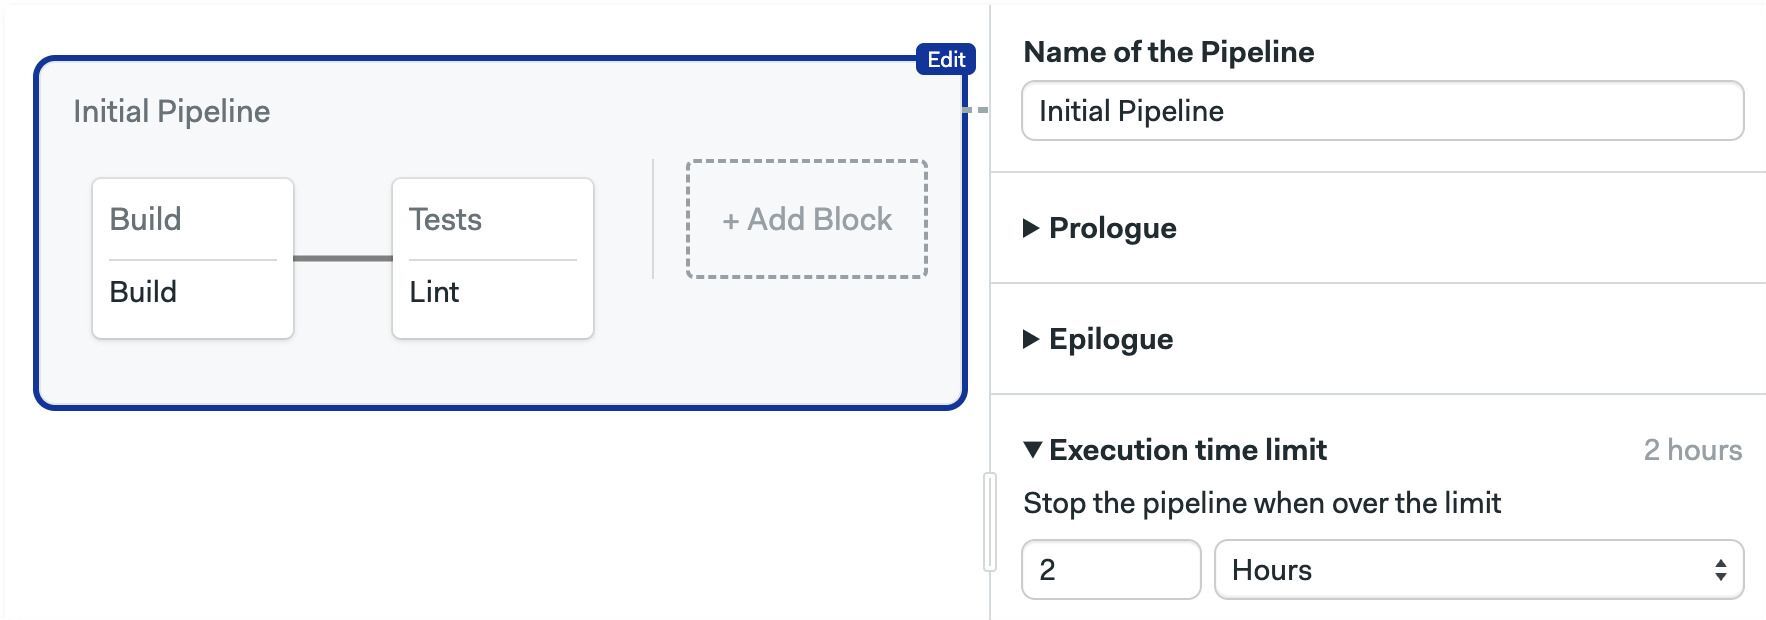 Edit
Initial Pipeline
Build
Build
Tests
Lint
+ Add Block
Name of the Pipeline
Initial Pipeline
Prologue
Epilogue
Execution time limit 2 hours
Stop the pipeline when over the limit
2 Hours